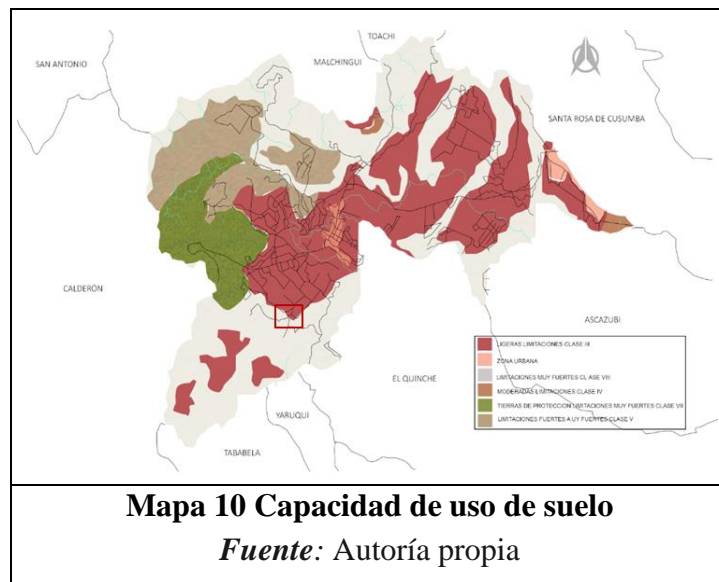 TOACHI
SAN ANTONIO
MALCHINGUI
SANTA ROSA DE CUSUMBA
CALDERÓN
ASCAZUBI
LIGERAS LIMITACIONES CLASE III
ZONA URBANA
LIMITACIONES MUY FUERTES CLASE VIII
MODERADAS LIMITACIONES CLASE IV
TIERRAS DE PROTECCION LIMITACIONES MUY FUERTES CLASE VII
LIMITACIONES FUERTES A UY FUERTES CLASE V
EL QUINCHE
YARUQUI
TABABELA
Mapa 10 Capacidad de uso de suelo
Fuente: Autoría propia